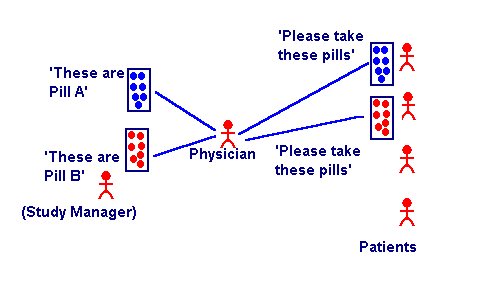 'These are
Pill A'
'These are
Pill B'
(Study Manager)
Physician
'Please take
these pills'
'Please take
these pills'
Patients